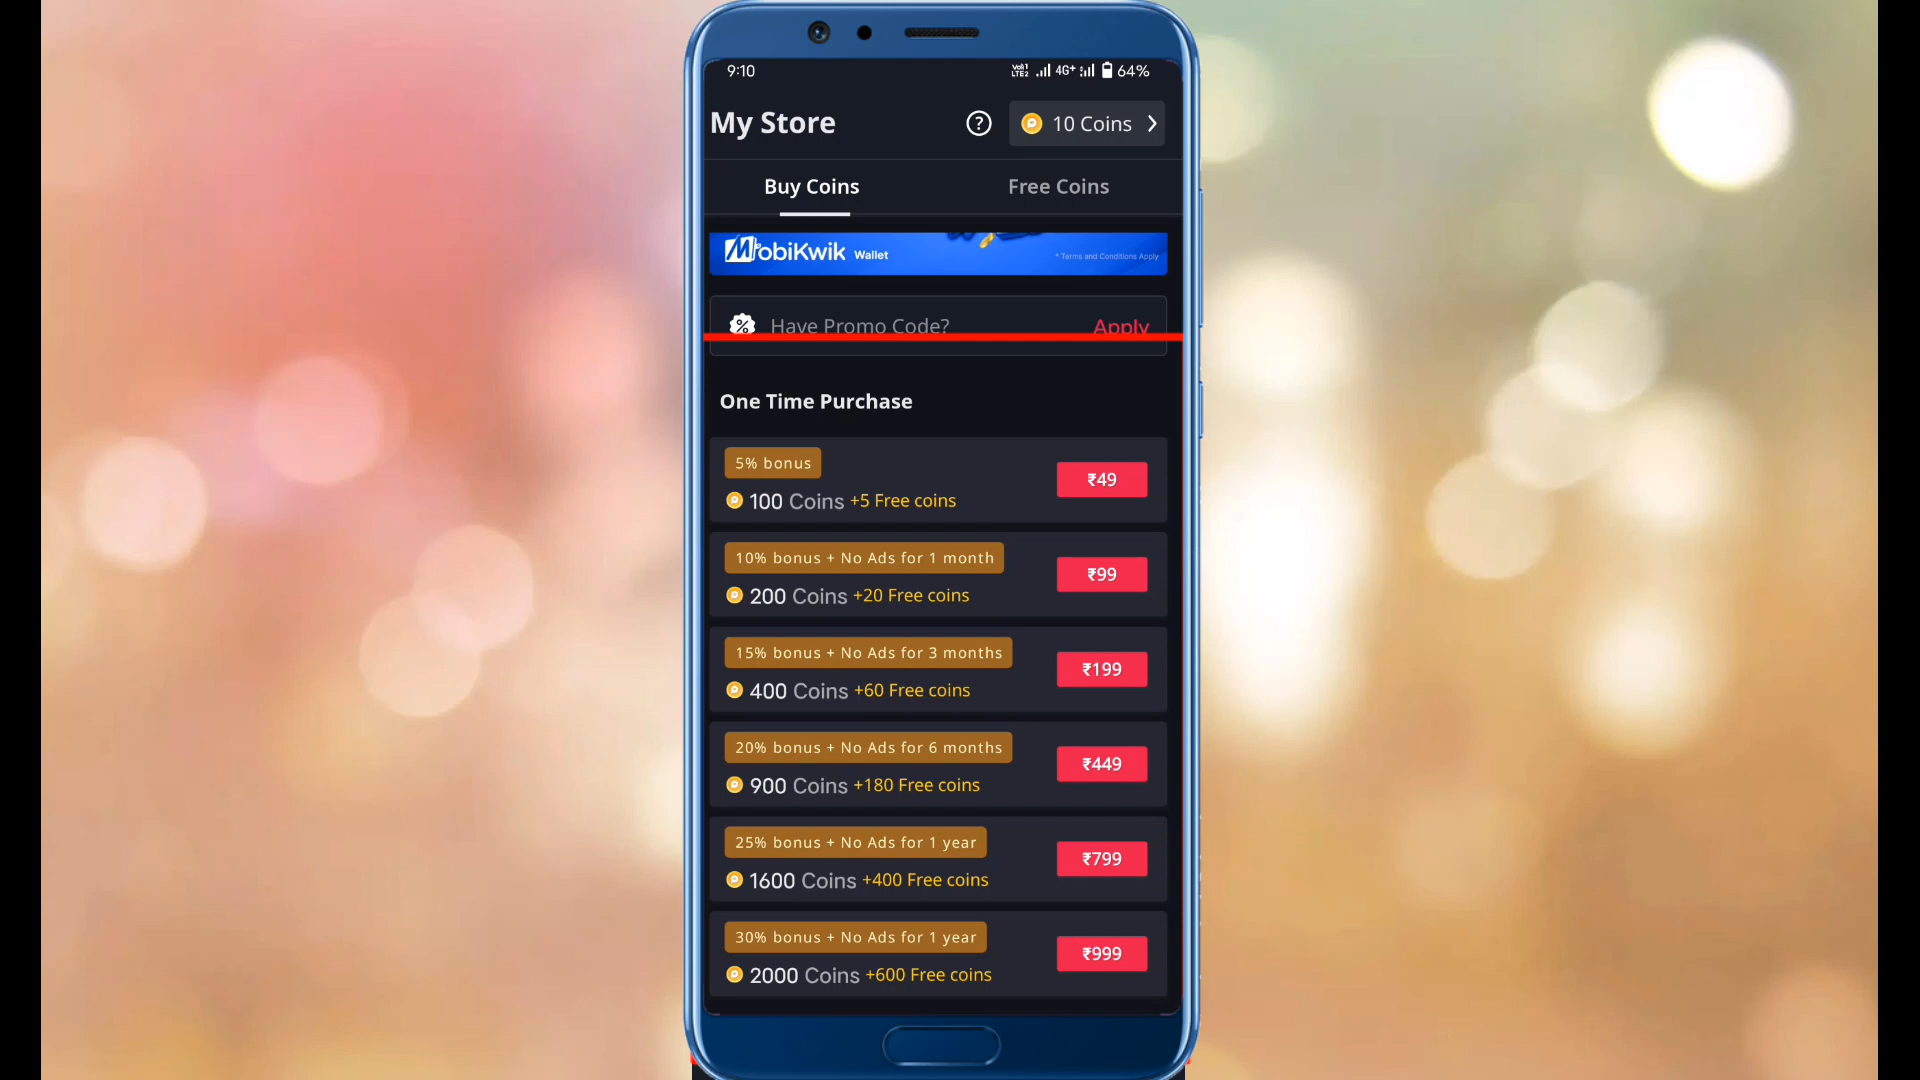 9:10
4G+ 64%
My Store
? 10 Coins
Buy Coins Free Coins
MobiKwik Wallet
* Terms and Conditions Apply
Have Promo Code? Apply
One Time Purchase
5% bonus
100 Coins +5 Free coins
₹49
10% bonus + No Ads for 1 month
200 Coins +20 Free coins
₹99
15% bonus + No Ads for 3 months
400 Coins +60 Free coins
₹199
20% bonus + No Ads for 6 months
900 Coins +180 Free coins
₹449
25% bonus + No Ads for 1 year
1600 Coins +400 Free coins
₹799
30% bonus + No Ads for 1 year
2000 Coins +600 Free coins
₹999